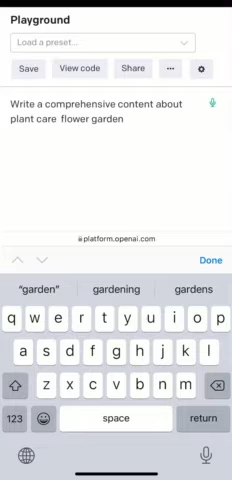 Playground
Load a preset...
Save View code Share ...
Write a comprehensive content about
plant care flower garden
platform.openai.com
Done
"garden" gardening gardens
q w e r t y u i o p
a s d f g h j k l
z x c v b n m
123 space return